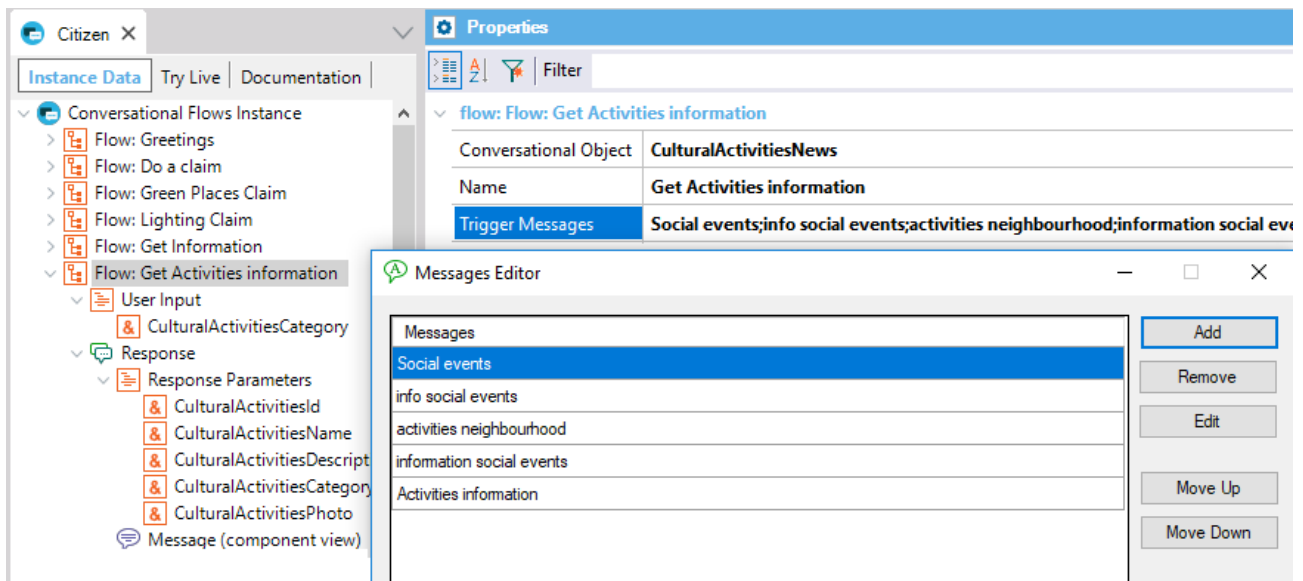 Citizen
Instance Data Try Live Documentation
Conversational Flows Instance
Flow: Greetings
Flow: Do a claim
Flow: Green Places Claim
Flow: Lighting Claim
Flow: Get Information
Flow: Get Activities information
User Input
& CulturalActivitiesCategory
Response
Response Parameters
& CulturalActivitiesId
& CulturalActivitiesName
& CulturalActivitiesDescript
& CulturalActivitiesCategory
& CulturalActivitiesPhoto
Message (component view)
Properties
A Z Filter
flow: Flow: Get Activities information
Conversational Object CulturalActivitiesNews
Name Get Activities information
Trigger Messages Social events;info social events;activities neighbourhood;information social eve
A Messages Editor
Messages
Social events
info social events
activities neighbourhood
information social events
Activities information
Add
Remove
Edit
Move Up
Move Down